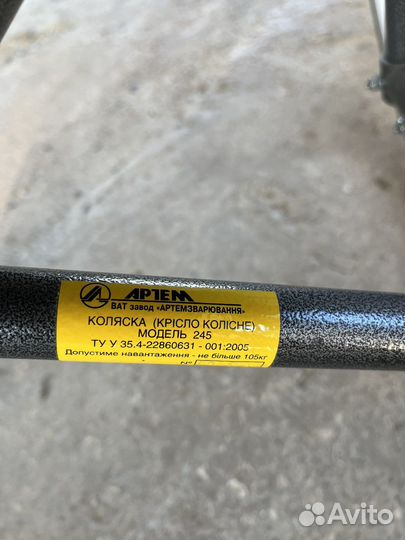 АРТЕМ
ВАТ завод «АРТЕМЗВАРЮВАННЯ»
КОЛЯСКА (КРІСЛО КОЛІСНЕ)
МОДЕЛЬ 245
ТУ У 35.4-22860631 - 001:2005
Допустиме навантаження - не більше 105кг
№
Avito